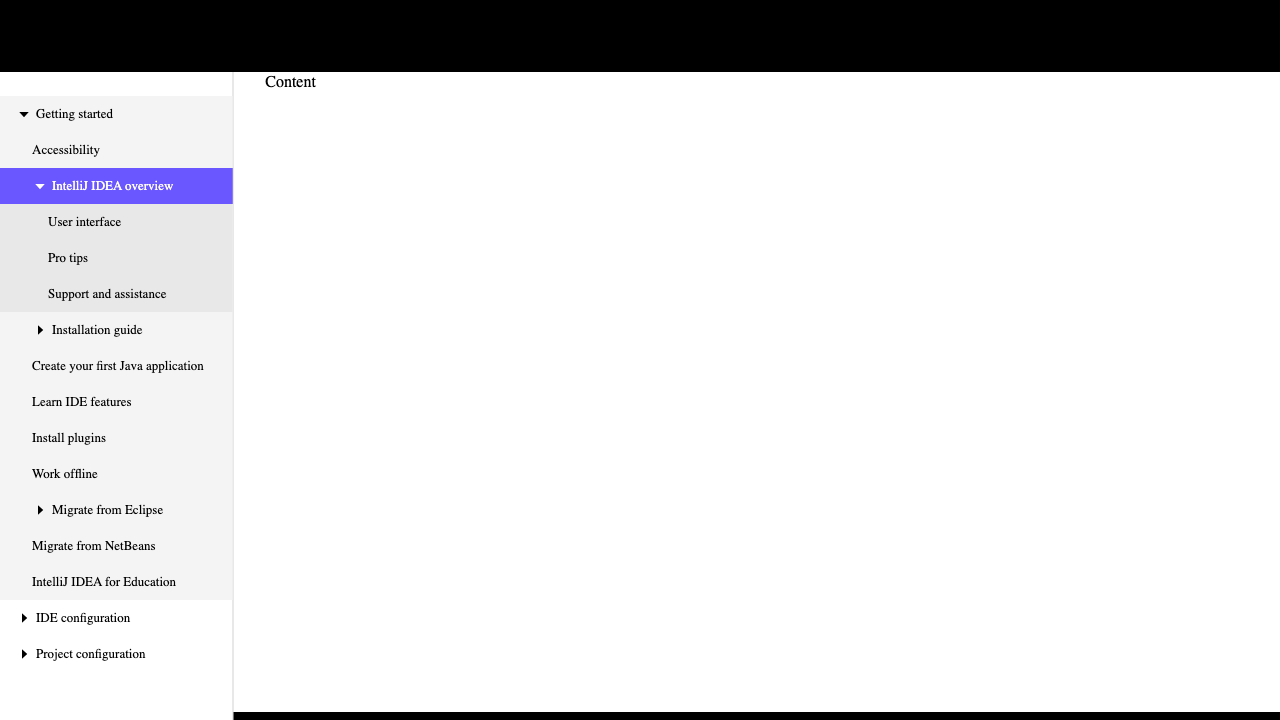 Content
Getting started
Accessibility
IntelliJ IDEA overview
User interface
Pro tips
Support and assistance
Installation guide
Create your first Java application
Learn IDE features
Install plugins
Work offline
Migrate from Eclipse
Migrate from NetBeans
IntelliJ IDEA for Education
IDE configuration
Project configuration